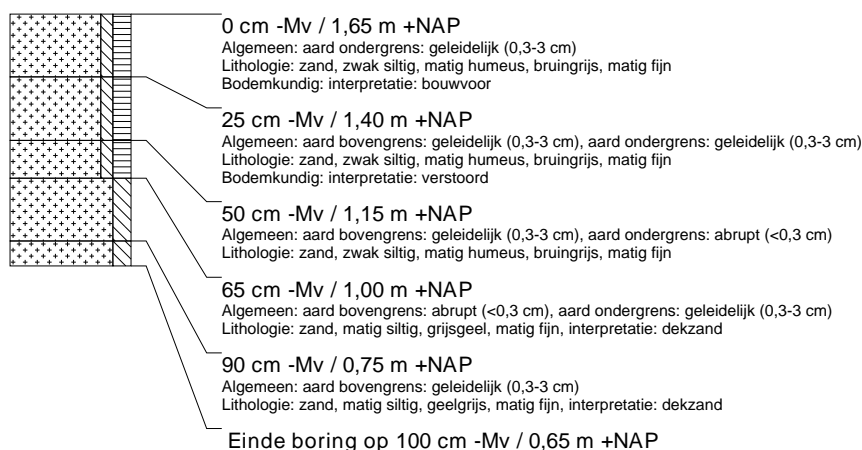 0 cm -Mv / 1,65 m +NAP
Algemeen: aard ondergrens: geleidelijk (0,3-3 cm)
Lithologie: zand, zwak siltig, matig humeus, bruingrijs, matig fijn
Bodemkundig: interpretatie: bouwvoor
25 cm -Mv / 1,40 m +NAP
Algemeen: aard bovengrens: geleidelijk (0,3-3 cm), aard ondergrens: geleidelijk (0,3-3 cm)
Lithologie: zand, zwak siltig, matig humeus, bruingrijs, matig fijn
Bodemkundig: interpretatie: verstoord
50 cm -Mv / 1,15 m +NAP
Algemeen: aard bovengrens: geleidelijk (0,3-3 cm), aard ondergrens: abrupt (<0,3 cm)
Lithologie: zand, zwak siltig, matig humeus, bruingrijs, matig fijn
65 cm -Mv / 1,00 m +NAP
Algemeen: aard bovengrens: abrupt (<0,3 cm), aard ondergrens: geleidelijk (0,3-3 cm)
Lithologie: zand, matig siltig, grijsgeel, matig fijn, interpretatie: dekzand
90 cm -Mv / 0,75 m +NAP
Algemeen: aard bovengrens: geleidelijk (0,3-3 cm)
Lithologie: zand, matig siltig, geelgrijs, matig fijn, interpretatie: dekzand
Einde boring op 100 cm -Mv / 0,65 m +NAP